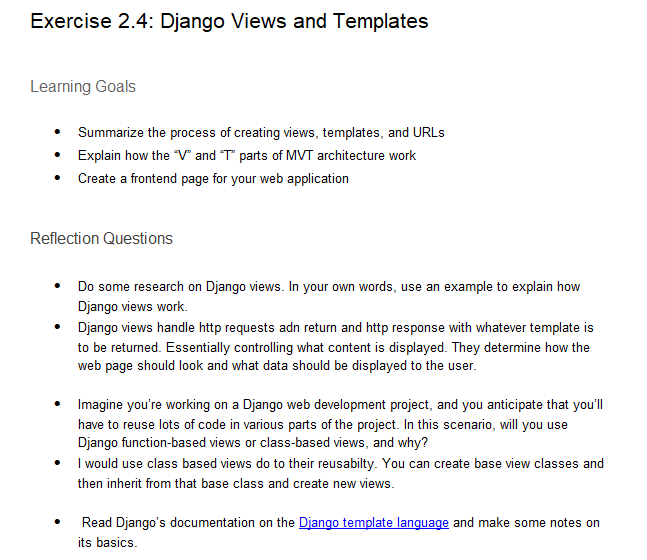 Exercise 2.4: Django Views and Templates
Learning Goals
• Summarize the process of creating views, templates, and URLs
• Explain how the “V” and “T” parts of MVT architecture work
• Create a frontend page for your web application
Reflection Questions
• Do some research on Django views. In your own words, use an example to explain how
Django views work.
• Django views handle http requests adn return and http response with whatever template is
to be returned. Essentially controlling what content is displayed. They determine how the
web page should look and what data should be displayed to the user.
• Imagine you’re working on a Django web development project, and you anticipate that you’ll
have to reuse lots of code in various parts of the project. In this scenario, will you use
Django function-based views or class-based views, and why?
• I would use class based views do to their reusabilty. You can create base view classes and
then inherit from that base class and create new views.
• Read Django’s documentation on the Django template language and make some notes on
its basics.